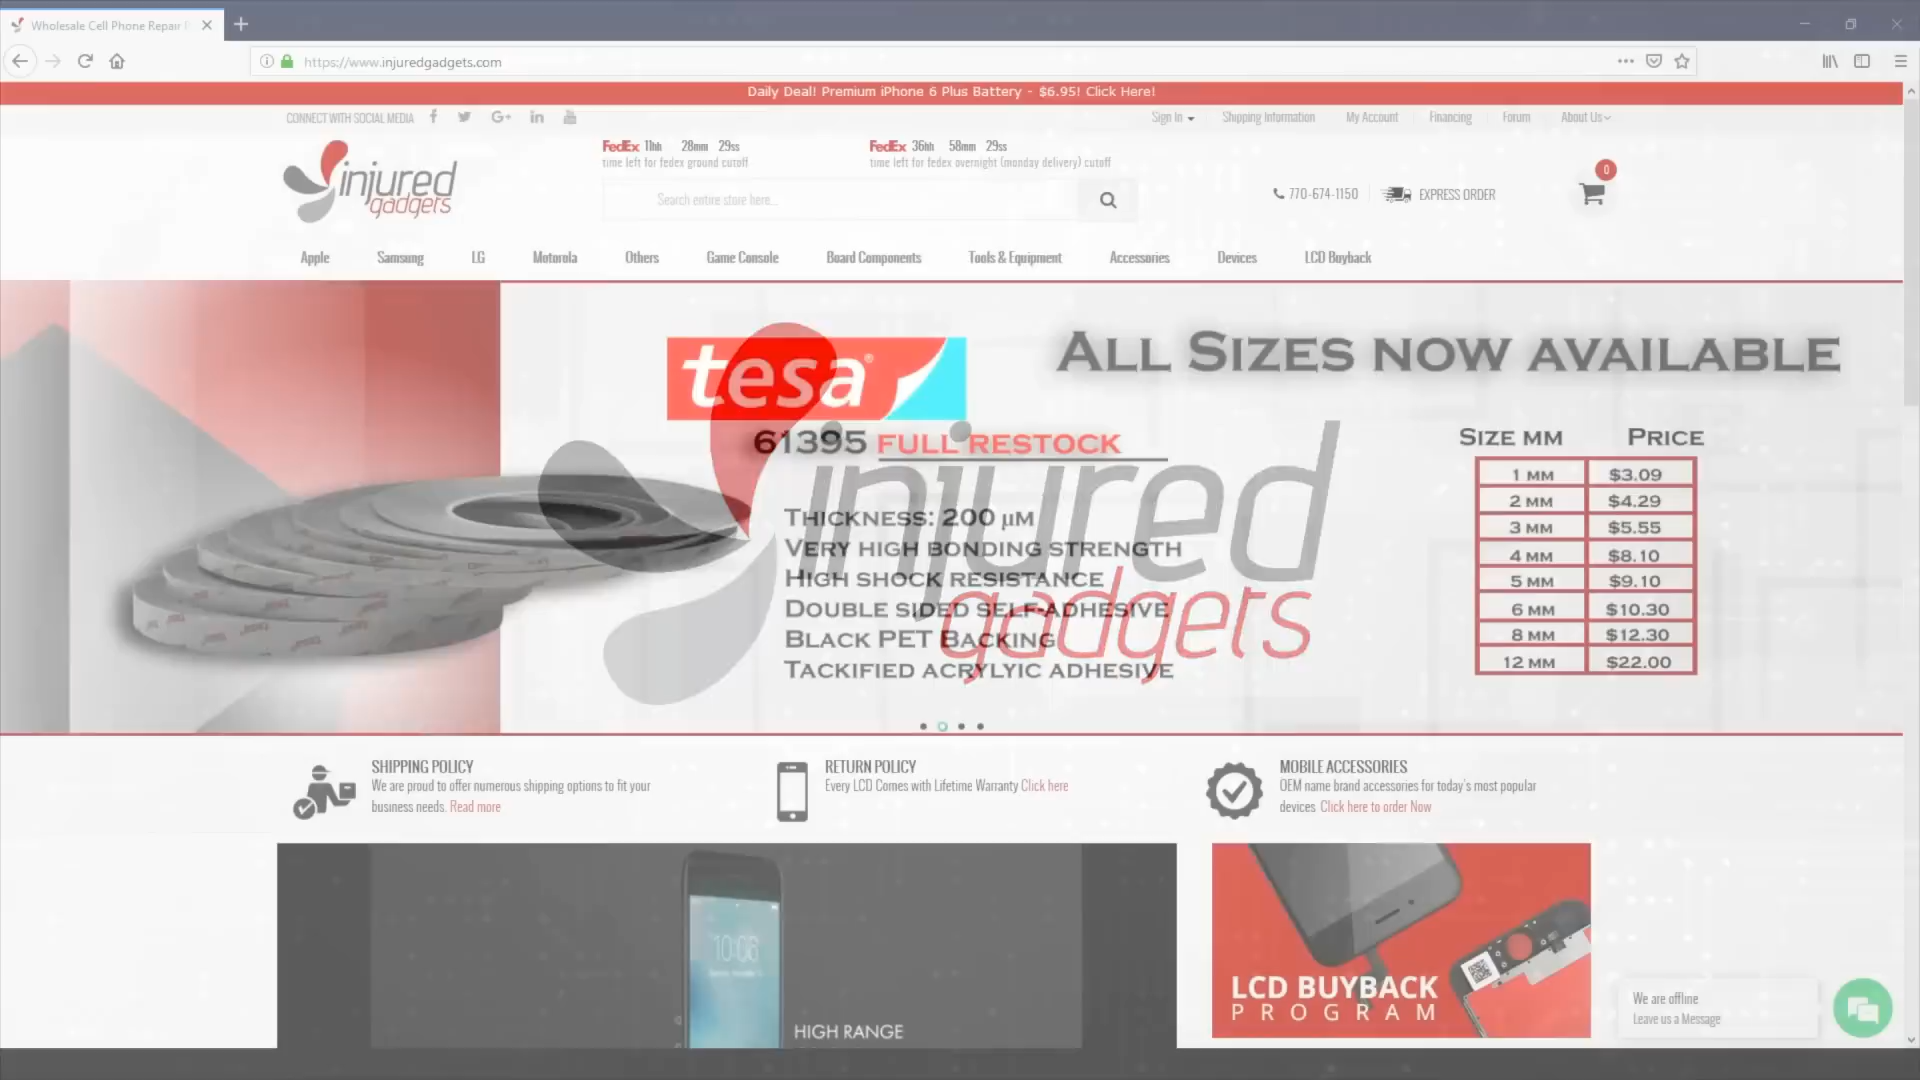 Wholesale Cell Phone Repair
https://www.injuredgadgets.com
Daily Deal! Premium iPhone 6 Plus Battery - $6.95! Click Here!
CONNECT WITH SOCIAL MEDIA
Sign In
Shipping Information
My Account
Financing
Forum
About Us
FedEx 11hh 28mm 29ss
time left for fedex ground cutoff
FedEx 36hh 58mm 29ss
time left for fedex overnight (monday delivery) cutoff
injured
gadgets
Search entire store here...
770-674-1150
EXPRESS ORDER
0
Apple
Samsung
LG
Motorola
Others
Game Console
Board Components
Tools & Equipment
Accessories
Devices
LCD Buyback
tesa®
ALL SIZES NOW AVAILABLE
61395 FULL RESTOCK
THICKNESS: 200 µM
VERY HIGH BONDING STRENGTH
HIGH SHOCK RESISTANCE
DOUBLE SIDED SELF-ADHESIVE
BLACK PET BACKING
TACKIFIED ACRYLYIC ADHESIVE
injured
gadgets
SIZE MM PRICE
1 MM $3.09
2 MM $4.29
3 MM $5.55
4 MM $8.10
5 MM $9.10
6 MM $10.30
8 MM $12.30
12 MM $22.00
SHIPPING POLICY
We are proud to offer numerous shipping options to fit your
business needs. Read more
RETURN POLICY
Every LCD Comes with Lifetime Warranty Click here
MOBILE ACCESSORIES
OEM name brand accessories for today's most popular
devices Click here to order Now
10:08
HIGH RANGE
LCD BUYBACK
PROGRAM
We are offline
Leave us a Message